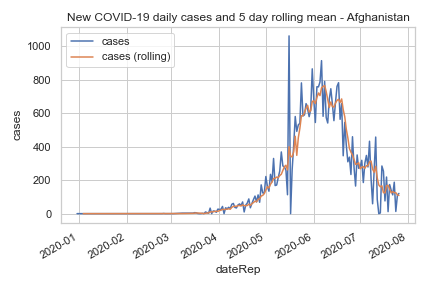 New COVID-19 daily cases and 5 day rolling mean - Afghanistan
cases
cases (rolling)
1000
800
600
400
200
0
cases
2020-01
2020-02
2020-03
2020-04
2020-05
2020-06
2020-07
2020-08
dateRep